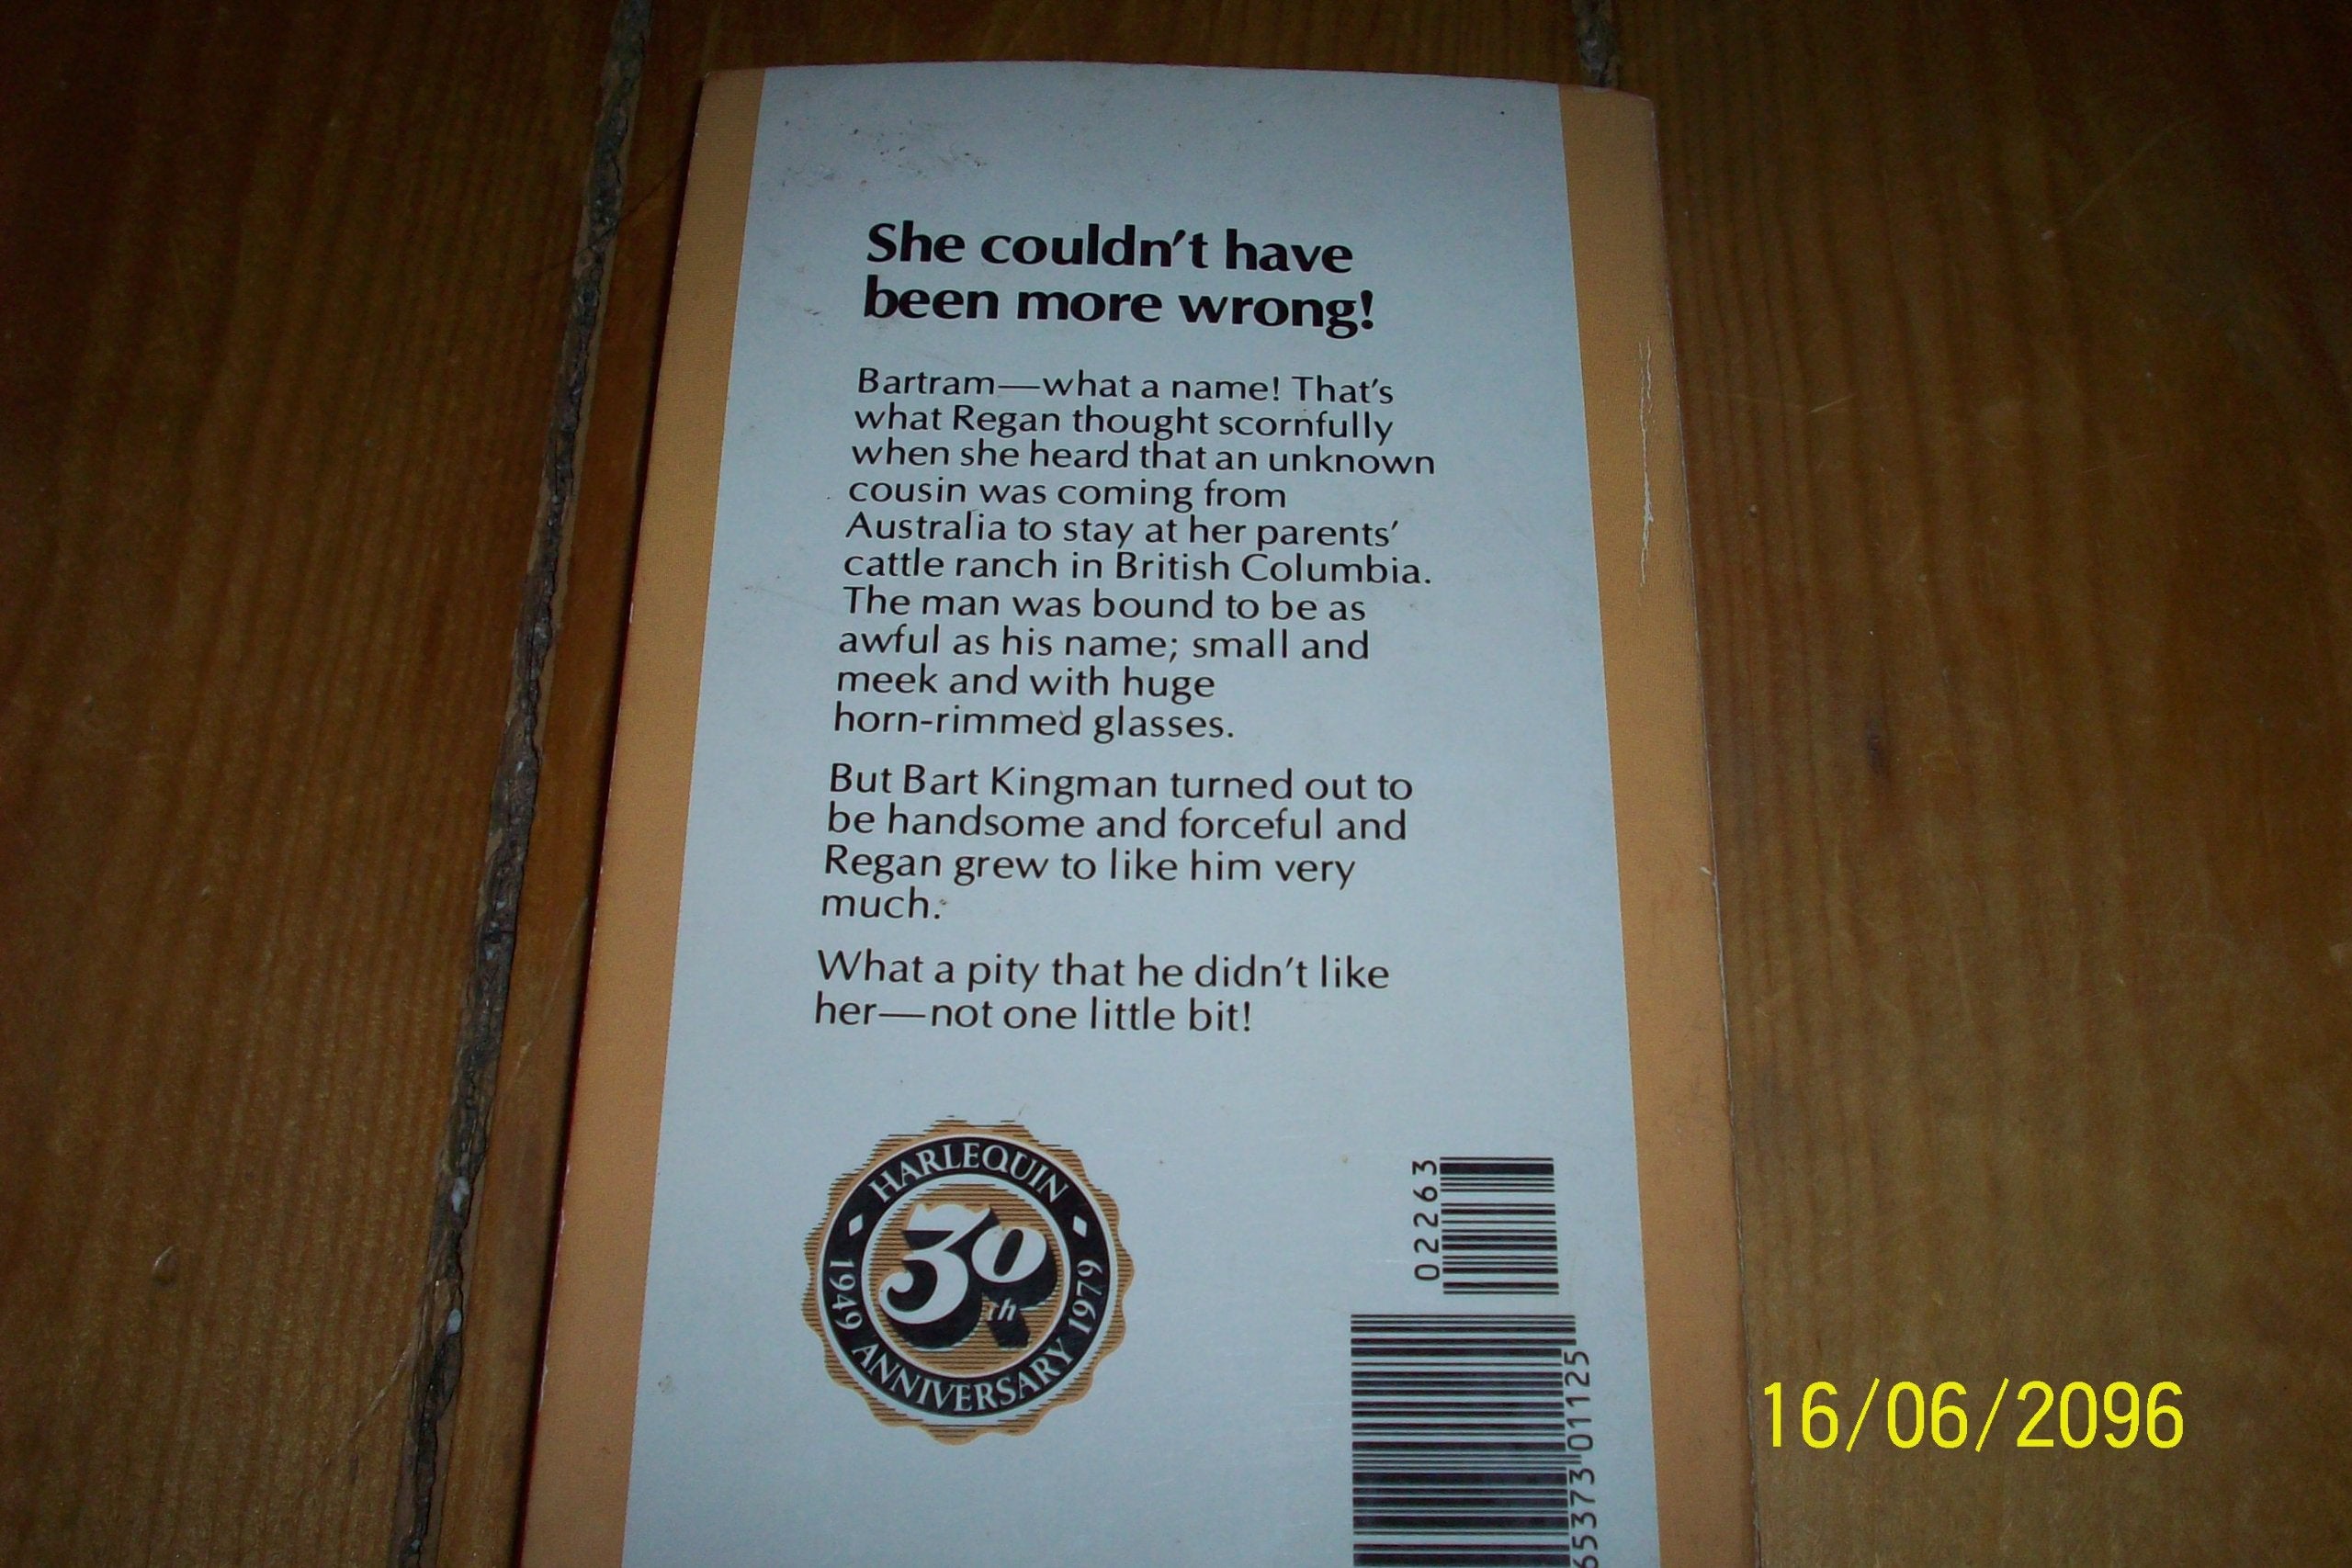 She couldn't have
been more wrong!
Bartram—what a name! That's
what Regan thought scornfully
when she heard that an unknown
cousin was coming from
Australia to stay at her parents'
cattle ranch in British Columbia.
The man was bound to be as
awful as his name; small and
meek and with huge
horn-rimmed glasses.
But Bart Kingman turned out to
be handsome and forceful and
Regan grew to like him very
much.
What a pity that he didn't like
her—not one little bit!
HARLEQUIN
30th
1949 ANNIVERSARY 1979
02263
65373 01125
16/06/2096